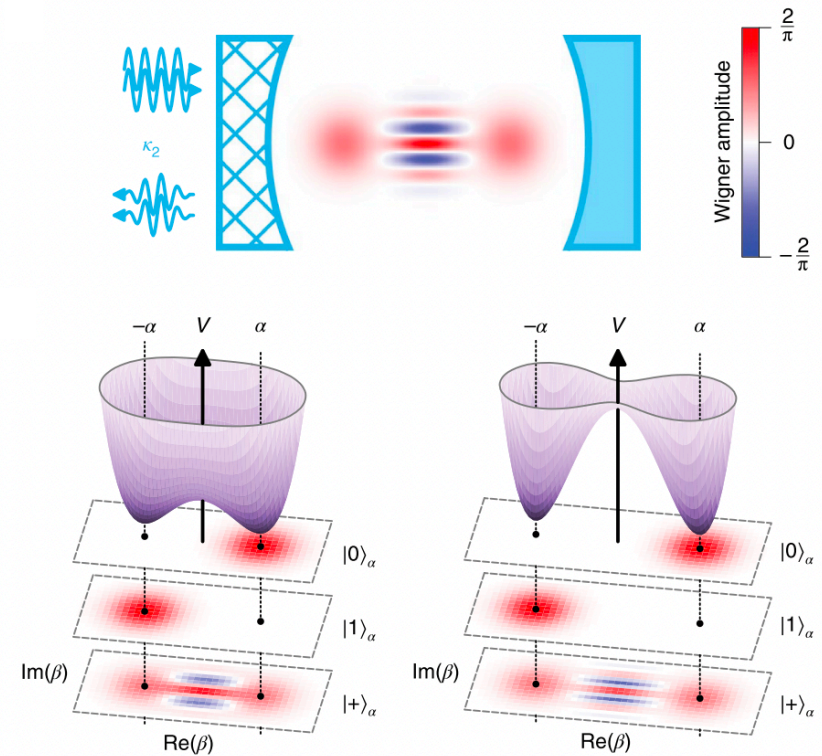 κ₂
Wigner amplitude
2/π
0
−2/π
−α V α
−α V α
|0⟩α
|1⟩α
|+⟩α
Im(β)
Re(β)
|0⟩α
|1⟩α
|+⟩α
Im(β)
Re(β)